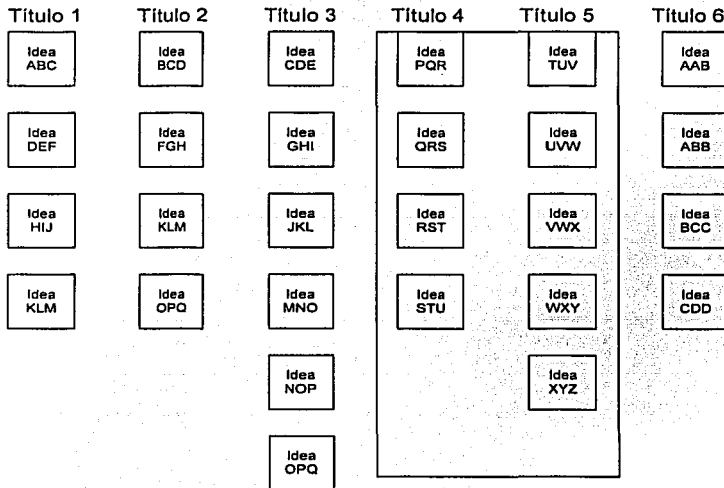 Título 1
Título 2
Título 3
Título 4
Título 5
Título 6
Idea
ABC
Idea
BCD
Idea
CDE
Idea
PQR
Idea
TUV
Idea
AAB
Idea
DEF
Idea
FGH
Idea
GHI
Idea
QRS
Idea
UVW
Idea
ABB
Idea
HIJ
Idea
KLM
Idea
JKL
Idea
RST
Idea
VWX
Idea
BCC
Idea
KLM
Idea
OPQ
Idea
MNO
Idea
STU
Idea
WXY
Idea
CDD
Idea
NOP
Idea
XYZ
Idea
OPQ